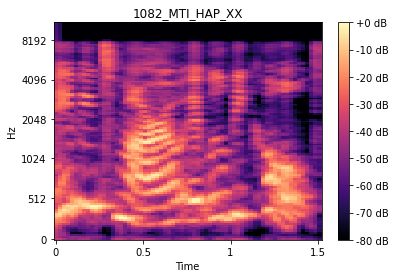 1082_MTI_HAP_XX
+0 dB
8192
-10 dB
4096
-20 dB
-30 dB
2048
Hz
-40 dB
1024
-50 dB
512
-60 dB
-70 dB
0
-80 dB
0
0.5
1
1.5
Time